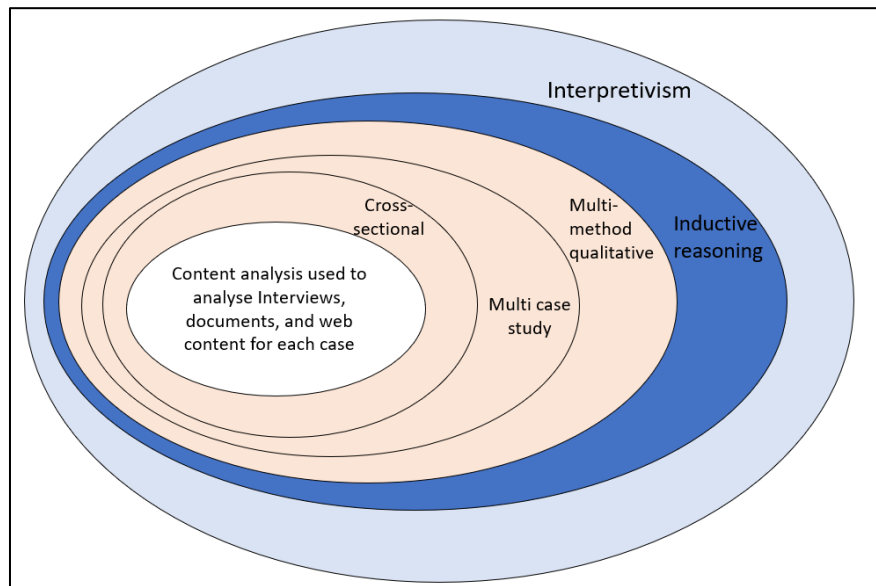 Interpretivism
Inductive
reasoning
Multi-
method
qualitative
Multi case
study
Cross-
sectional
Content analysis used to
analyse Interviews,
documents, and web
content for each case